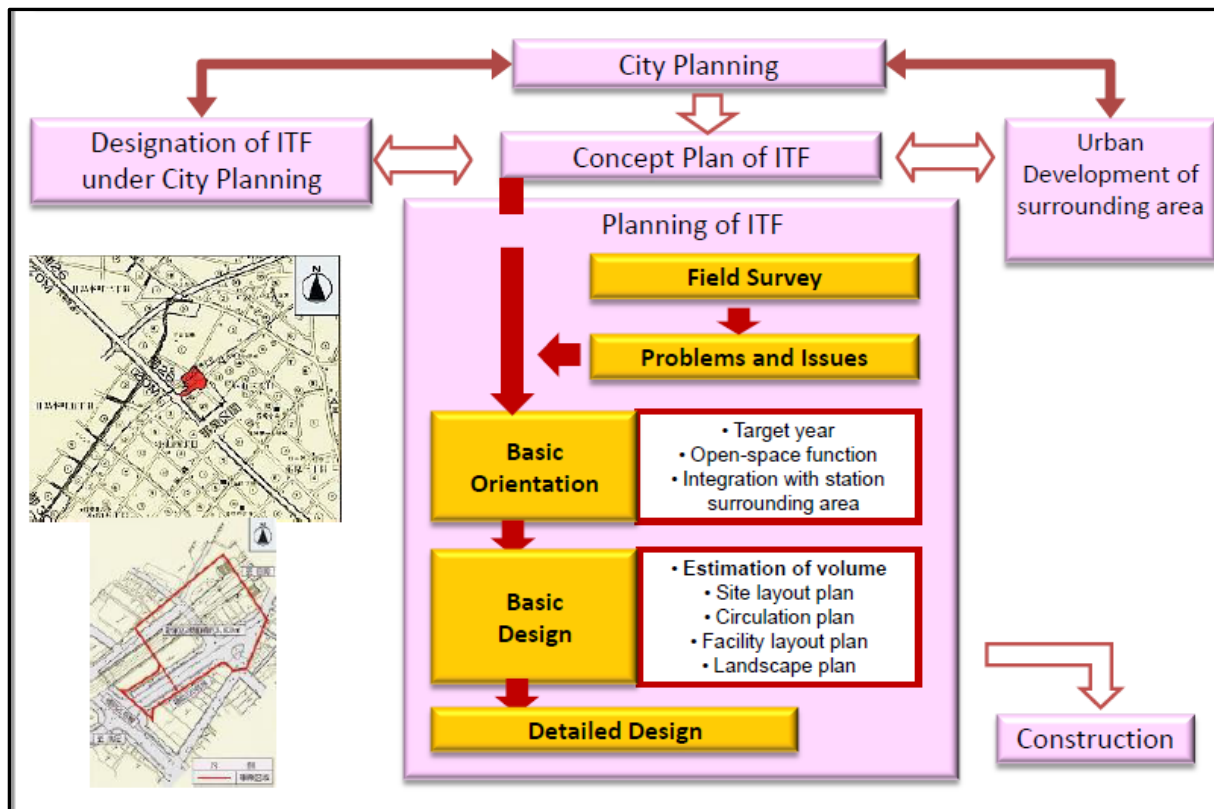 City Planning
Designation of ITF
under City Planning
Concept Plan of ITF
Urban
Development of
surrounding area
Planning of ITF
Field Survey
Problems and Issues
Basic
Orientation
• Target year
• Open-space function
• Integration with station
surrounding area
Basic
Design
• Estimation of volume
• Site layout plan
• Circulation plan
• Facility layout plan
• Landscape plan
Detailed Design
Construction
N